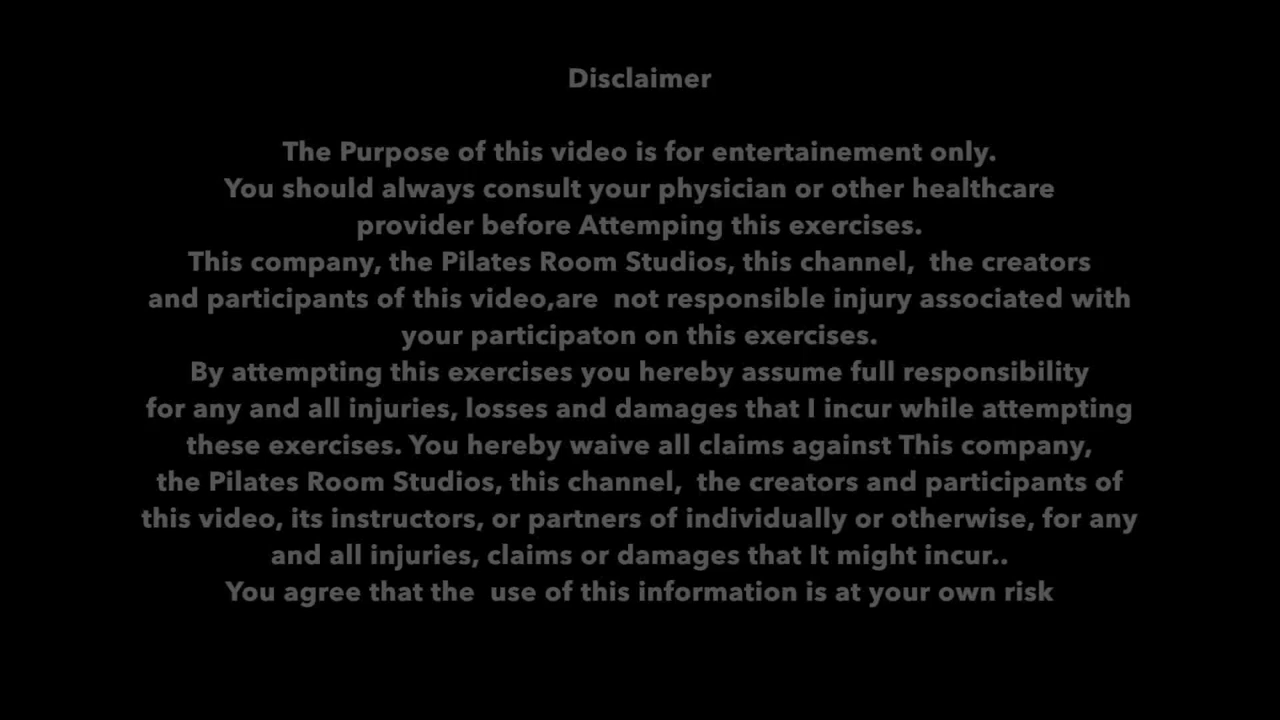 Disclaimer
The Purpose of this video is for entertainement only.
You should always consult your physician or other healthcare
provider before Attemping this exercises.
This company, the Pilates Room Studios, this channel,  the creators
and participants of this video,are  not responsible injury associated with
your participaton on this exercises.
By attempting this exercises you hereby assume full responsibility
for any and all injuries, losses and damages that I incur while attempting
these exercises. You hereby waive all claims against This company,
the Pilates Room Studios, this channel,  the creators and participants of
this video, its instructors, or partners of individually or otherwise, for any
and all injuries, claims or damages that It might incur..
You agree that the  use of this information is at your own risk